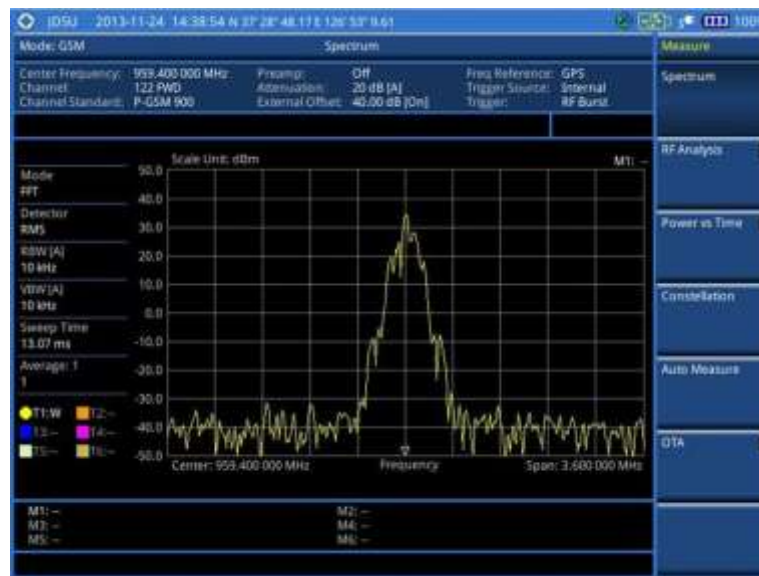 JDSU 2013-11-24 14:38:54 N 37° 28' 48.17 E 126° 53' 9.61 100%
Mode: GSM Spectrum Measure
Center Frequency: 959.400 000 MHz Preamp: Off Freq Reference: GPS
Channel: 122 FWD Attenuation: 20 dB [A] Trigger Source: Internal
Channel Standard: P-GSM 900 External Offset: 40.00 dB [On] Trigger: RF Burst
Spectrum
RF Analysis
Power vs Time
Constellation
Auto Measure
OTA
Scale Unit: dBm M1: --
Mode
FFT
Detector
RMS
RBW [A]
10 kHz
VBW [A]
10 kHz
Sweep Time
13.07 ms
Average: 1
1
T1:W T2:--
T3:-- T4:--
T5:-- T6:--
50.0
40.0
30.0
20.0
10.0
0.0
-10.0
-20.0
-30.0
-40.0
-50.0
Center: 959.400 000 MHz Frequency Span: 3.600 000 MHz
M1: -- M2: --
M3: -- M4: --
M5: -- M6: --